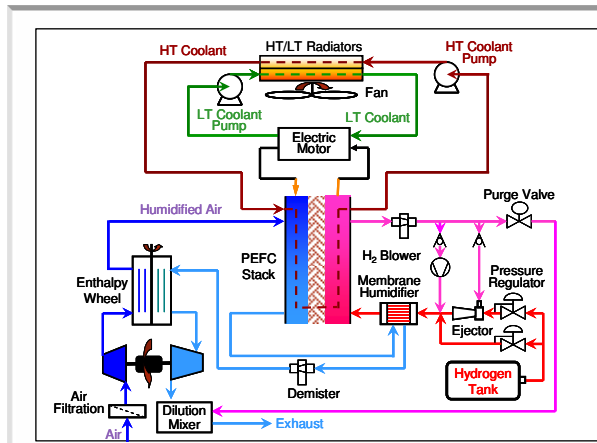 HT/LT Radiators
HT Coolant
Pump
Fan
LT Coolant
Pump
LT Coolant
Electric
Motor
Humidified Air
Purge Valve
PEFC
Stack
H2 Blower
Membrane
Humidifier
Pressure
Regulator
Enthalpy
Wheel
Ejector
Hydrogen
Tank
Demister
Air
Filtration
Dilution
Mixer
Exhaust
Air